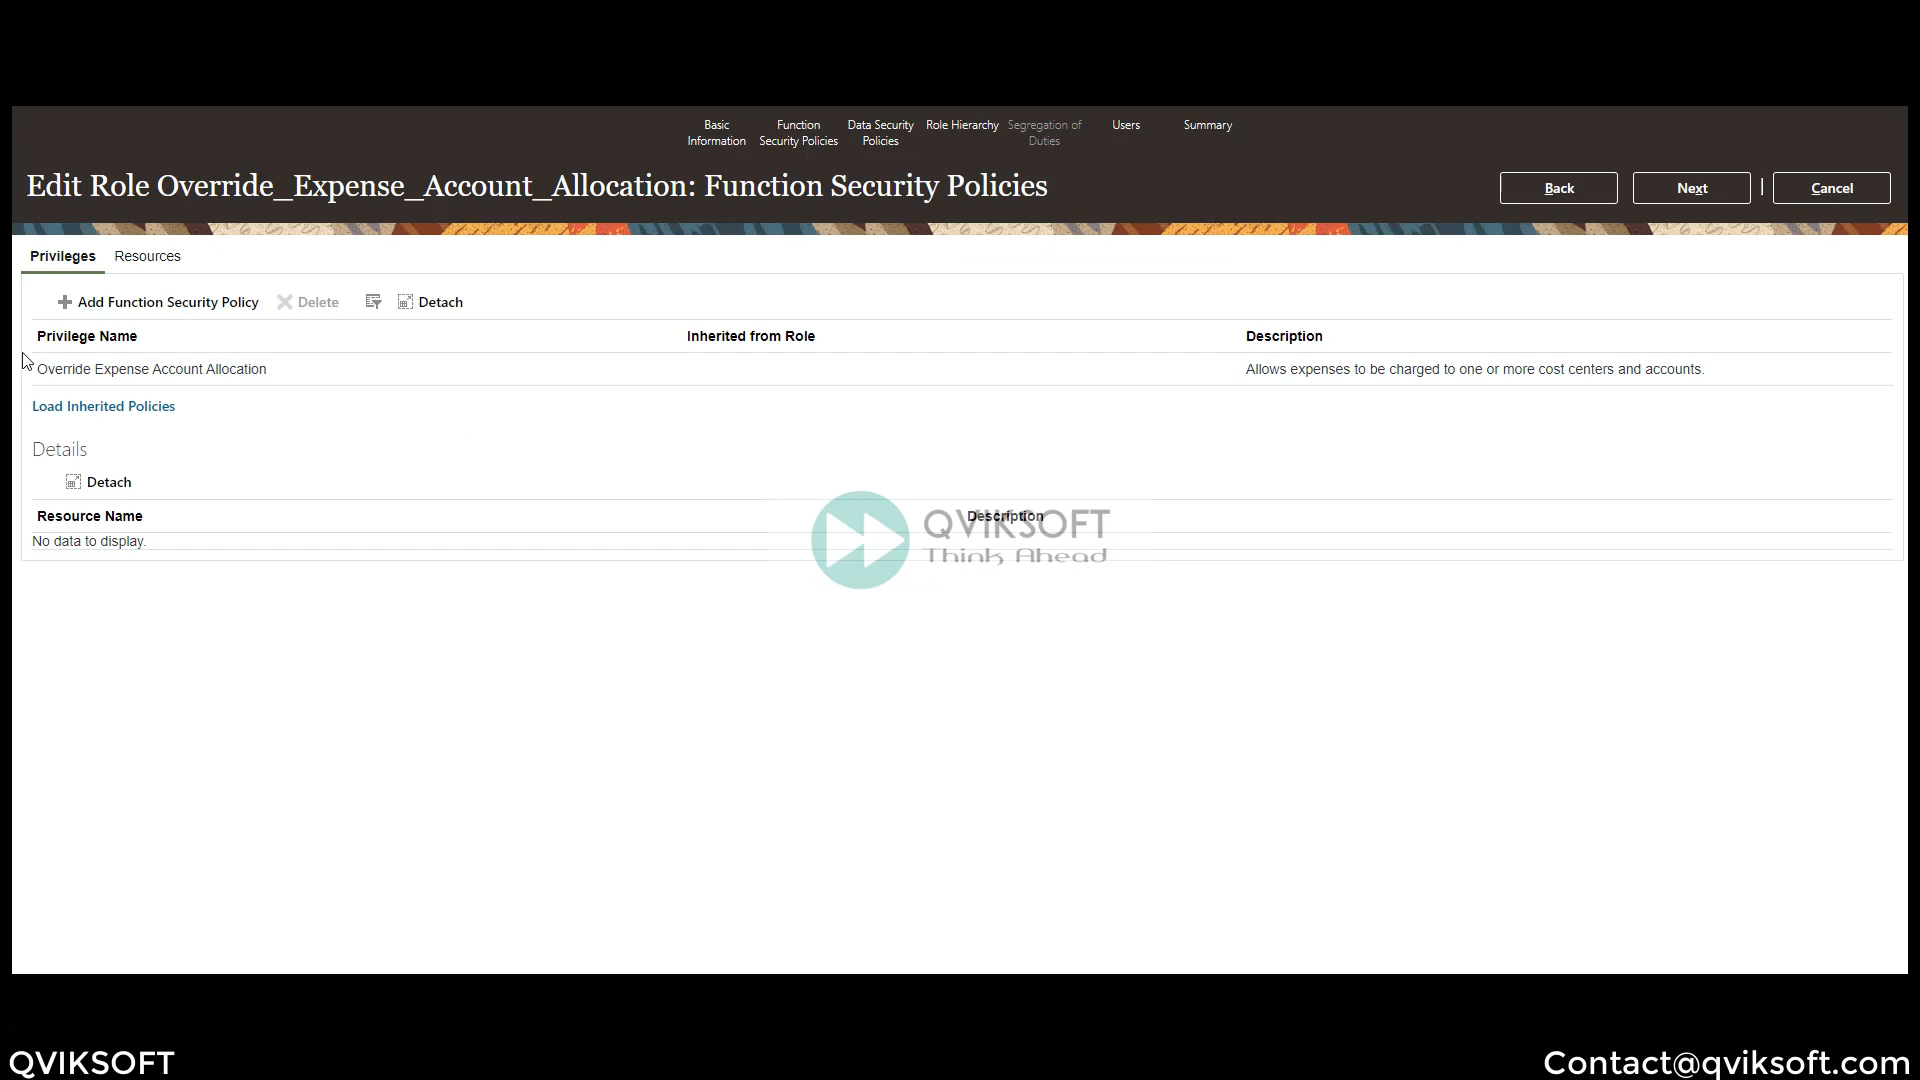 Basic Information
Function Security Policies
Data Security Policies
Role Hierarchy
Segregation of Duties
Users
Summary
Edit Role Override_Expense_Account_Allocation: Function Security Policies
Back
Next
|
Cancel
Privileges
Resources
Add Function Security Policy
Delete
Detach
Privilege Name
Inherited from Role
Description
Override Expense Account Allocation
Allows expenses to be charged to one or more cost centers and accounts.
Load Inherited Policies
Details
Detach
Resource Name
Description
No data to display.
QVIKSOFT
Think Ahead
QVIKSOFT
Contact@qviksoft.com